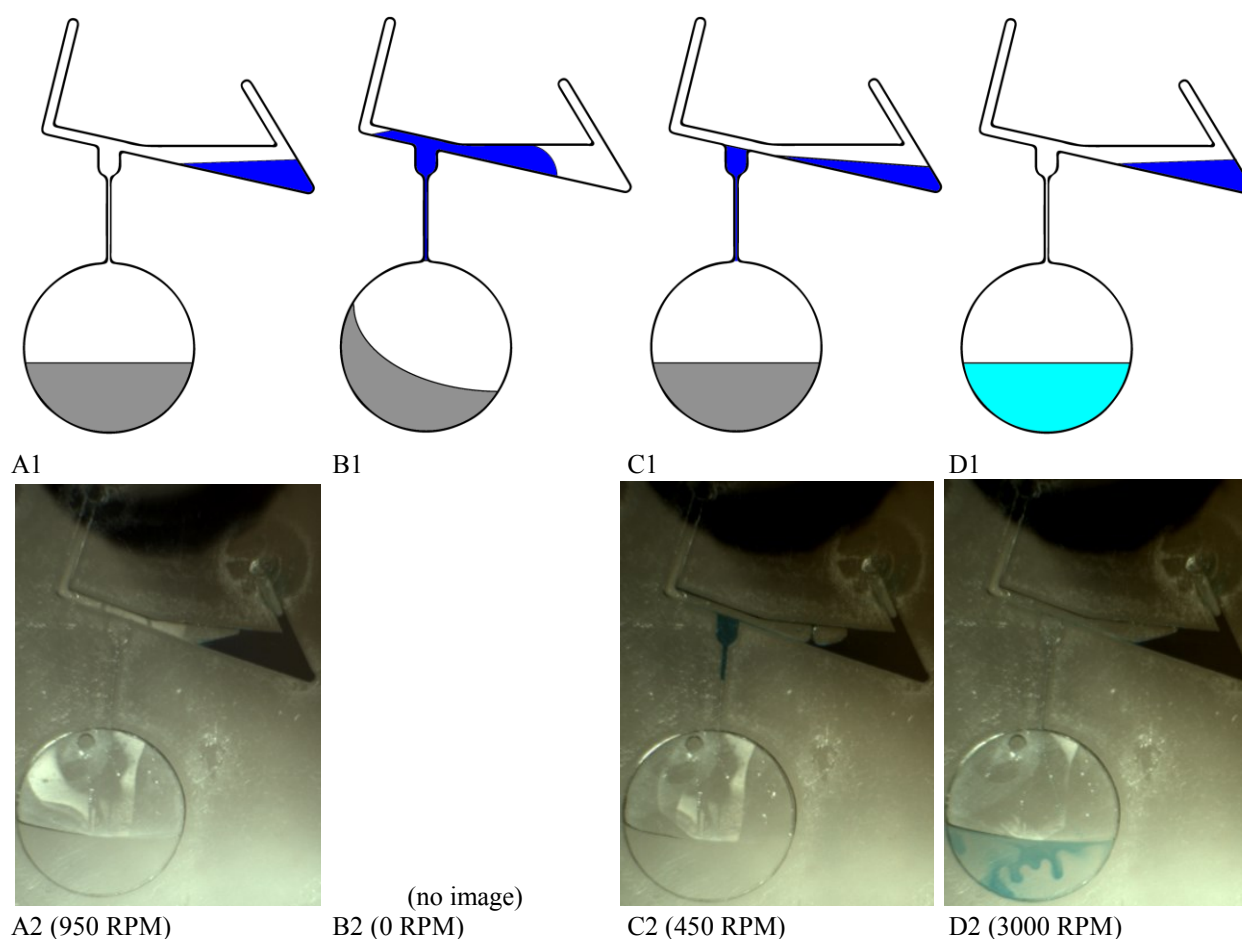 A1 B1 C1 D1
(no image)
A2 (950 RPM) B2 (0 RPM) C2 (450 RPM) D2 (3000 RPM)